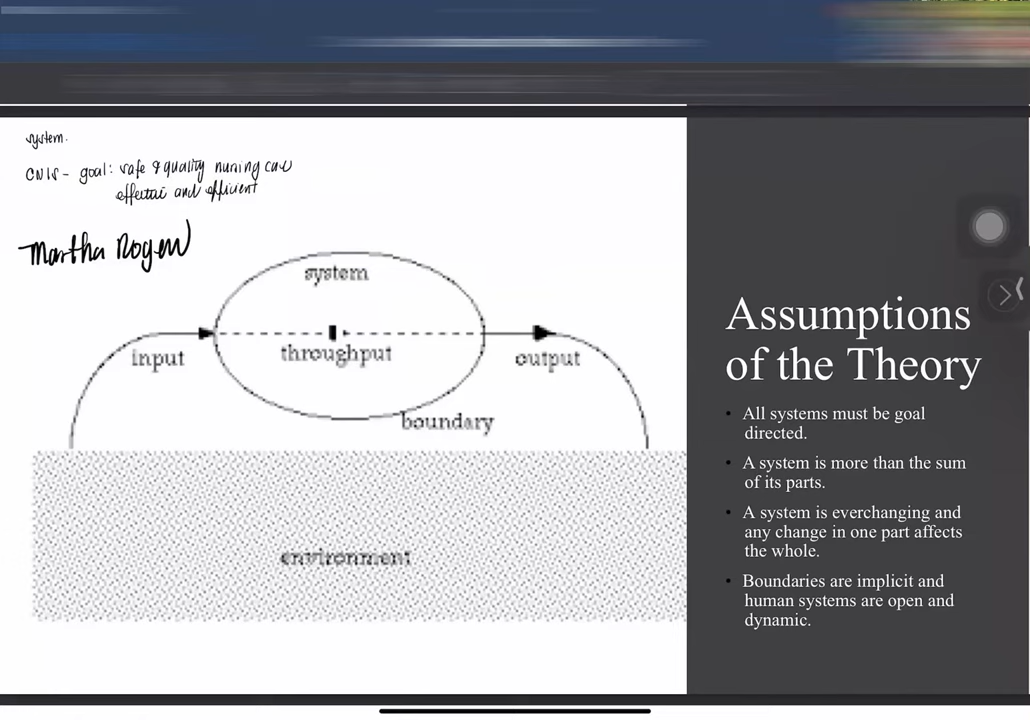 system.
CNIS - goal: safe & quality nursing care
effective and efficient
Martha Rogers
system
input
throughput
output
boundary
environment
Assumptions
of the Theory
• All systems must be goal
directed.
• A system is more than the sum
of its parts.
• A system is everchanging and
any change in one part affects
the whole.
• Boundaries are implicit and
human systems are open and
dynamic.